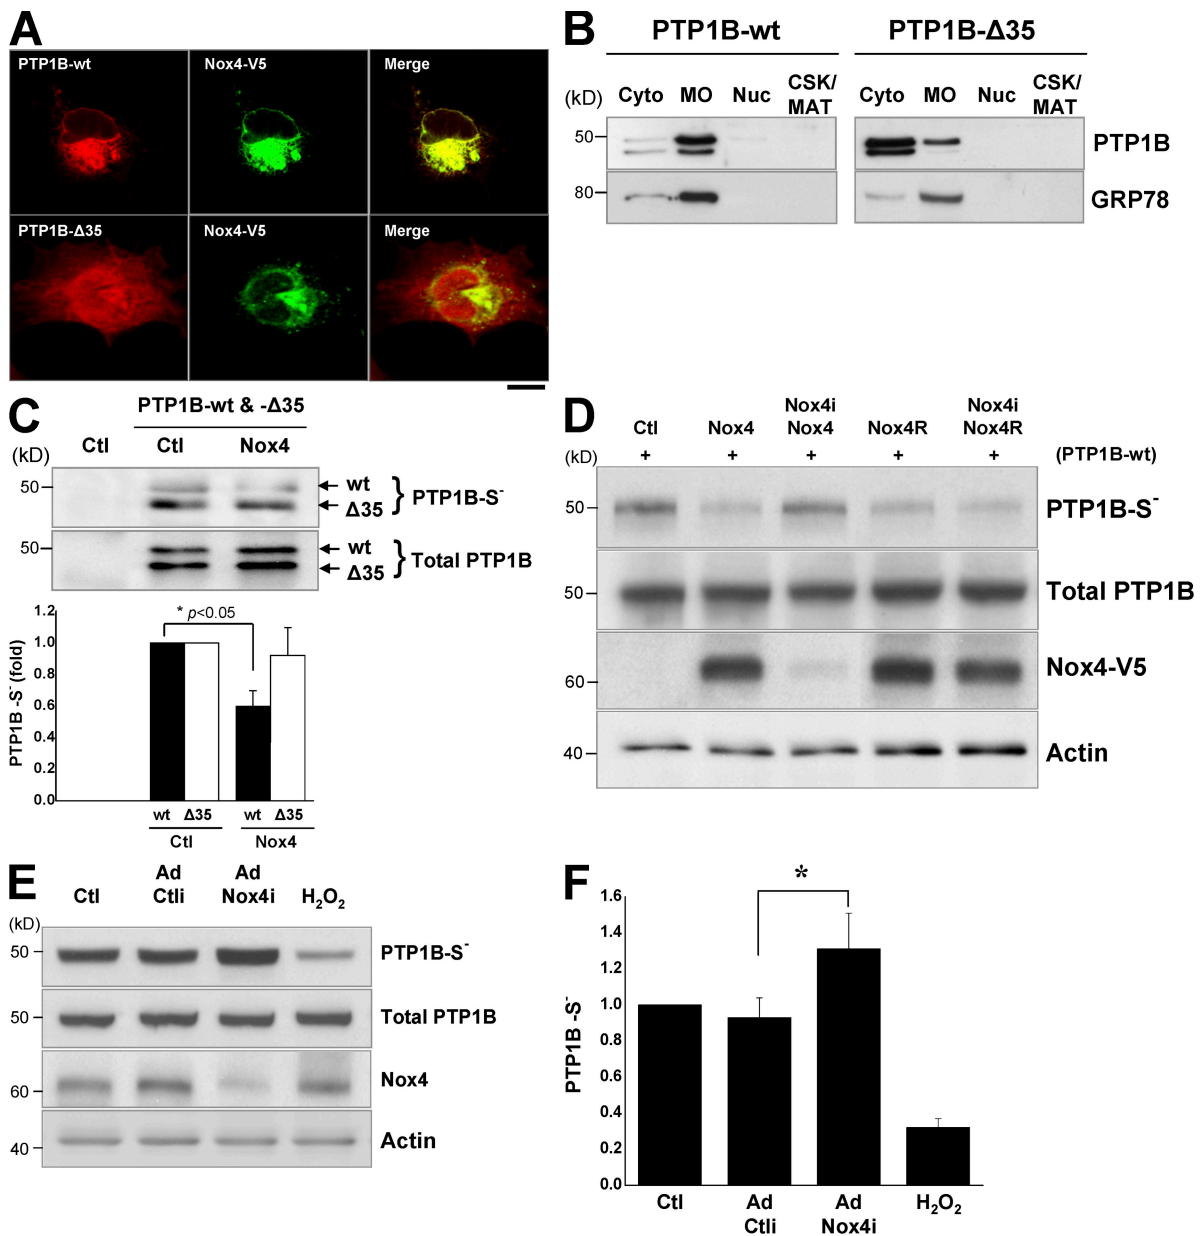 A
PTP1B-wt
Nox4-V5
Merge
PTP1B-Δ35
Nox4-V5
Merge
B
PTP1B-wt
PTP1B-Δ35
(kD)
Cyto MO Nuc CSK/
MAT
Cyto MO Nuc CSK/
MAT
50
PTP1B
80
GRP78
C
PTP1B-wt & -Δ35
Ctl Ctl Nox4
(kD)
50
wt
Δ35
} PTP1B-S⁻
50
wt
Δ35
} Total PTP1B
PTP1B -S⁻ (fold)
1.2
1.0
0.8
0.6
0.4
0.2
0.0
* p<0.05
wt Δ35 wt Δ35
Ctl Nox4
D
Ctl Nox4 Nox4i
Nox4 Nox4R Nox4i
Nox4R
(kD) + + + + + (PTP1B-wt)
50
PTP1B-S⁻
50
Total PTP1B
60
Nox4-V5
40
Actin
E
Ctl Ad
Ctli Ad
Nox4i H₂O₂
(kD)
50
PTP1B-S⁻
50
Total PTP1B
60
Nox4
40
Actin
F
PTP1B -S⁻
1.6
1.4
1.2
1.0
0.8
0.6
0.4
0.2
0.0
*
Ctl Ad
Ctli Ad
Nox4i H₂O₂